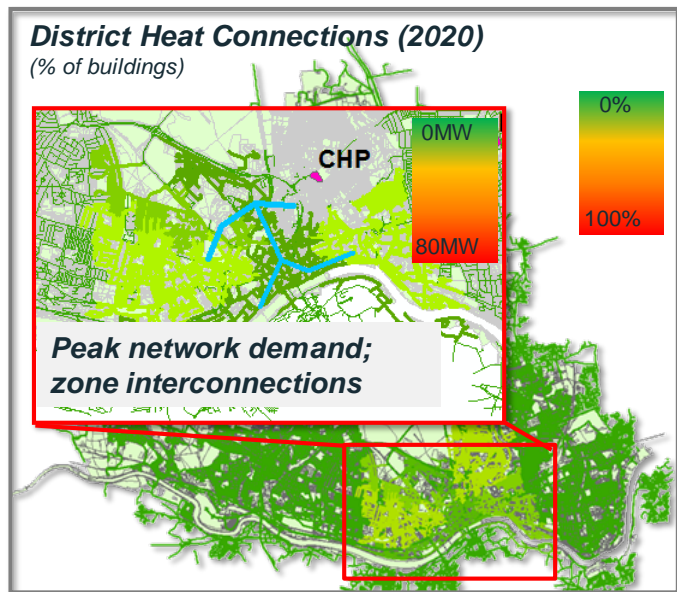 District Heat Connections (2020)
(% of buildings)
0%
100%
CHP
0MW
80MW
Peak network demand;
zone interconnections